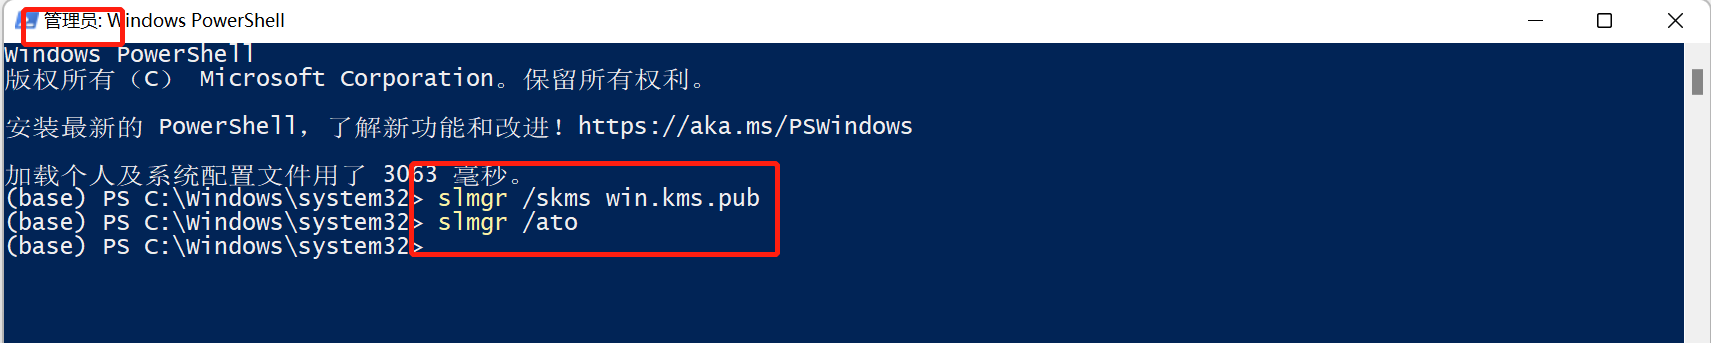 管理员: Windows PowerShell
Windows PowerShell
版权所有（C） Microsoft Corporation。保留所有权利。
安装最新的 PowerShell，了解新功能和改进！https://aka.ms/PSWindows
加载个人及系统配置文件用了 3063 毫秒。
(base) PS C:\Windows\system32> slmgr /skms win.kms.pub
(base) PS C:\Windows\system32> slmgr /ato
(base) PS C:\Windows\system32>